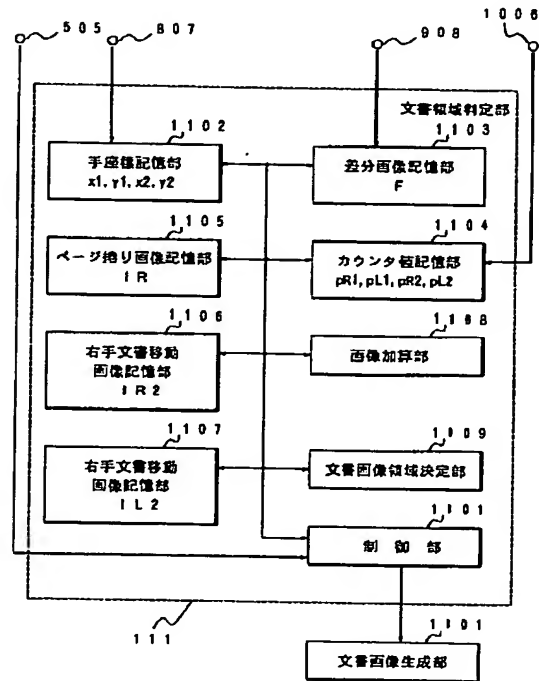 505
807
908
1006
文書領域判定部
1102
手座標記憶部
x1, y1, x2, y2
1103
差分画像記憶部
F
1105
ページ捲り画像記憶部
IR
1104
カウンタ値記憶部
pR1, pL1, pR2, pL2
1106
右手文書移動
画像記憶部
IR2
1108
画像加算部
1107
右手文書移動
画像記憶部
IL2
1109
文書画像領域決定部
1101
制御部
111
1101
文書画像生成部